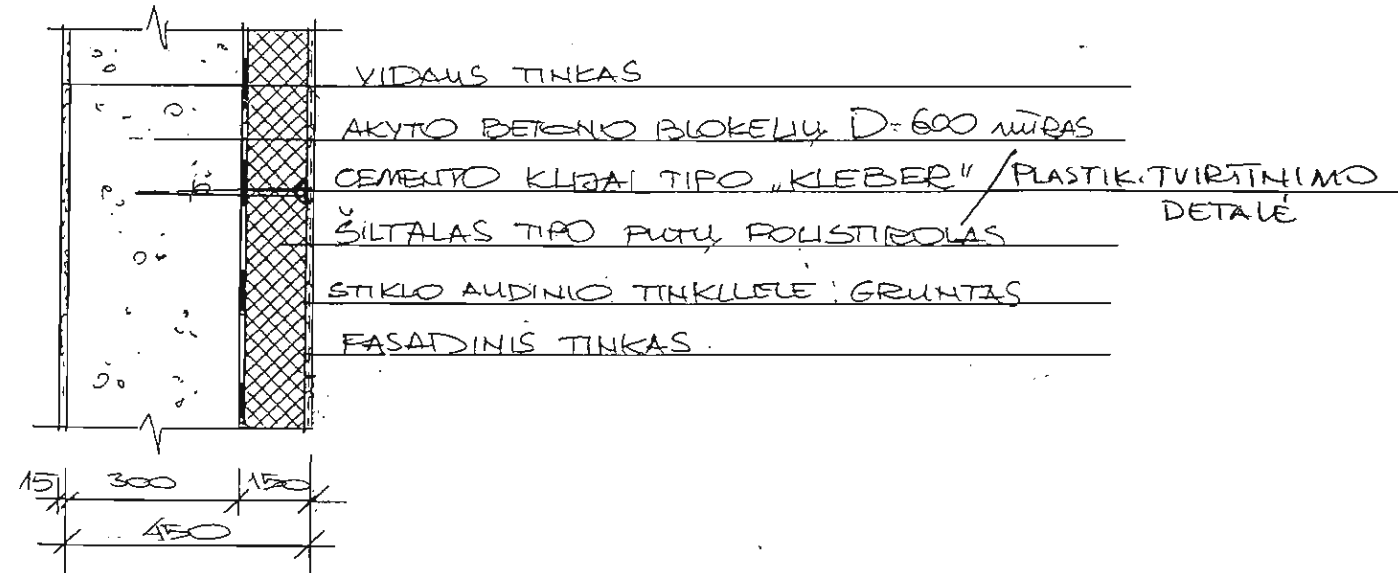 VIDAUS TINKAS
AKYTO BETONO BLOKELIŲ D-600 MŪRAS
CEMENTO KLIJAI TIPO „KLEBER" / PLASTIK. TVIRTINIMO
DETALĖ
ŠILTALAS TIPO PUTŲ POLISTIROLAS
STIKLO AUDINIO TINKLLELE; GRUNTAS
FASADINIS TINKAS.
15 300 150
450